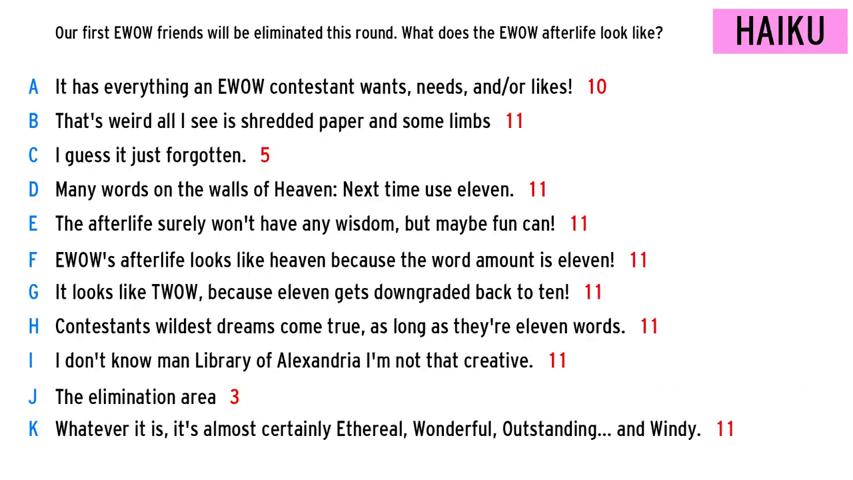 Our first EWOW friends will be eliminated this round. What does the EWOW afterlife look like?
HAIKU
A It has everything an EWOW contestant wants, needs, and/or likes! 10
B That's weird all I see is shredded paper and some limbs 11
C I guess it just forgotten. 5
D Many words on the walls of Heaven: Next time use eleven. 11
E The afterlife surely won't have any wisdom, but maybe fun can! 11
F EWOW's afterlife looks like heaven because the word amount is eleven! 11
G It looks like TWOW, because eleven gets downgraded back to ten! 11
H Contestants wildest dreams come true, as long as they're eleven words. 11
I I don't know man Library of Alexandria I'm not that creative. 11
J The elimination area 3
K Whatever it is, it's almost certainly Ethereal, Wonderful, Outstanding... and Windy. 11